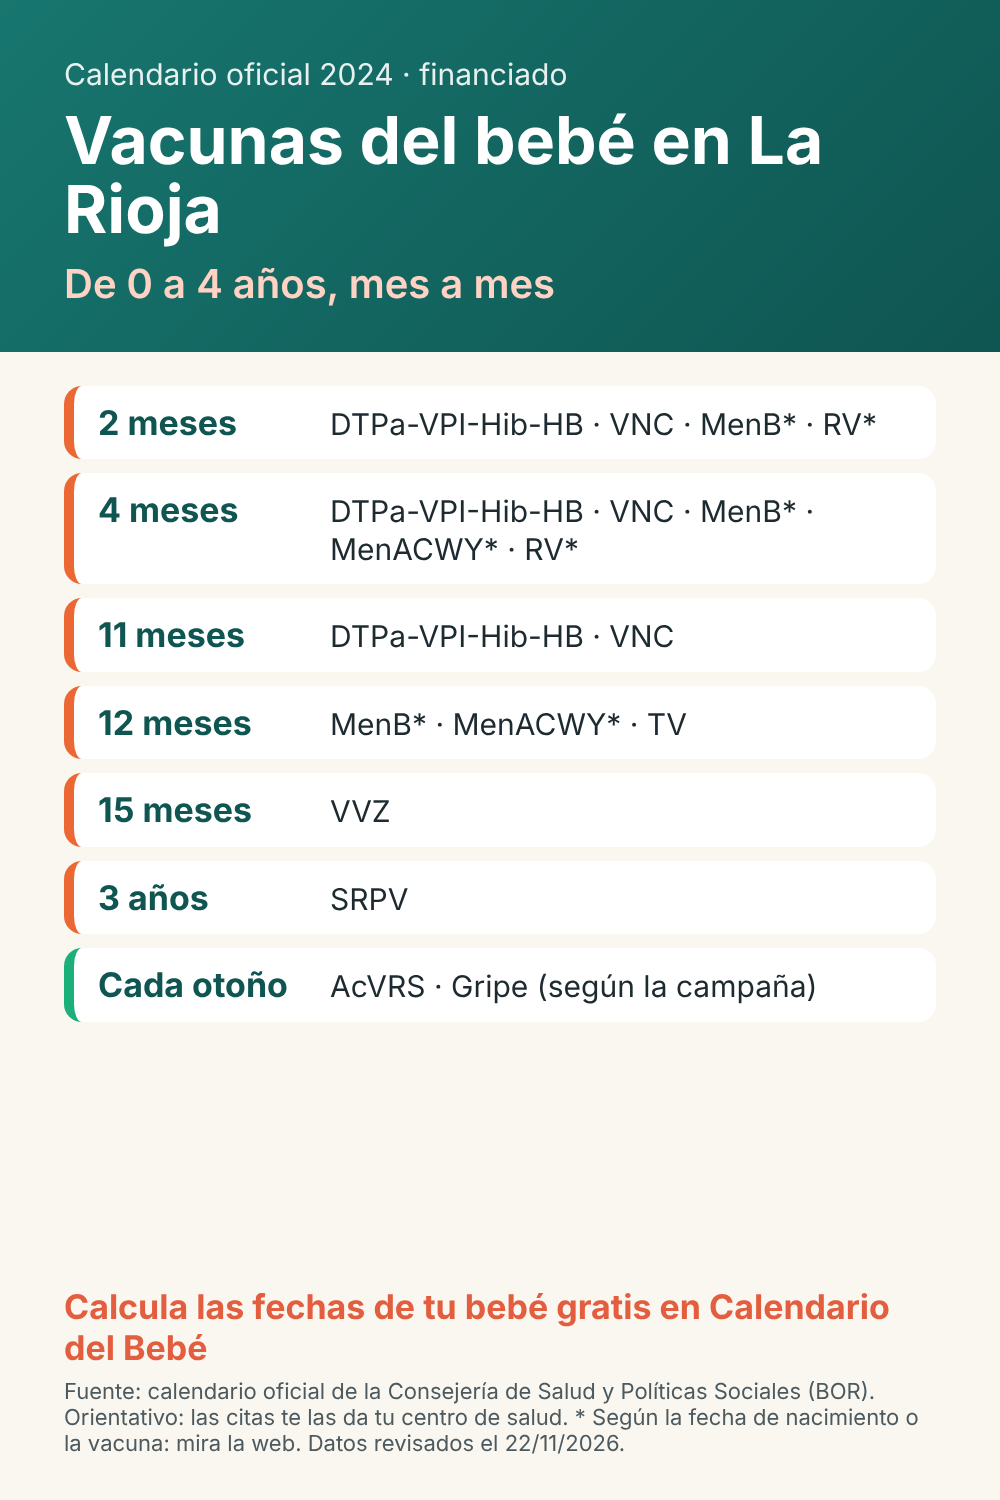 Calendario oficial 2024 · financiado
Vacunas del bebé en La
Rioja
De 0 a 4 años, mes a mes
2 meses DTPa-VPI-Hib-HB · VNC · MenB* · RV*
4 meses DTPa-VPI-Hib-HB · VNC · MenB* ·
MenACWY* · RV*
11 meses DTPa-VPI-Hib-HB · VNC
12 meses MenB* · MenACWY* · TV
15 meses VVZ
3 años SRPV
Cada otoño AcVRS · Gripe (según la campaña)
Calcula las fechas de tu bebé gratis en Calendario
del Bebé
Fuente: calendario oficial de la Consejería de Salud y Políticas Sociales (BOR).
Orientativo: las citas te las da tu centro de salud. * Según la fecha de nacimiento o
la vacuna: mira la web. Datos revisados el 22/11/2026.